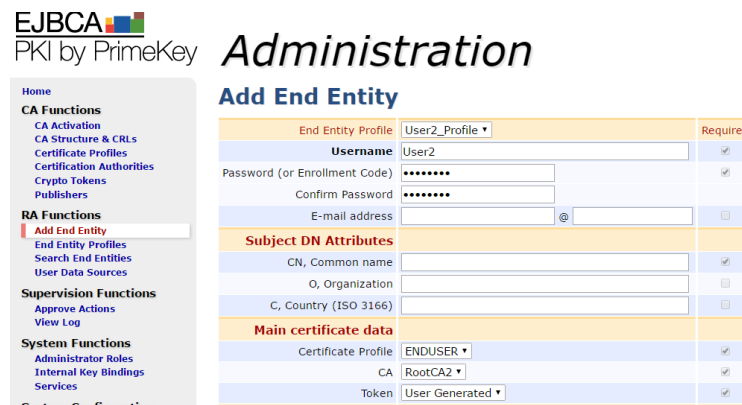 EJBCA
PKI by PrimeKey
Administration
Home
CA Functions
CA Activation
CA Structure & CRLs
Certificate Profiles
Certification Authorities
Crypto Tokens
Publishers
RA Functions
Add End Entity
End Entity Profiles
Search End Entities
User Data Sources
Supervision Functions
Approve Actions
View Log
System Functions
Administrator Roles
Internal Key Bindings
Services
Add End Entity
End Entity Profile User2_Profile Require
Username User2
Password (or Enrollment Code) ••••••••
Confirm Password ••••••••
E-mail address @
Subject DN Attributes
CN, Common name
O, Organization
C, Country (ISO 3166)
Main certificate data
Certificate Profile ENDUSER
CA RootCA2
Token User Generated